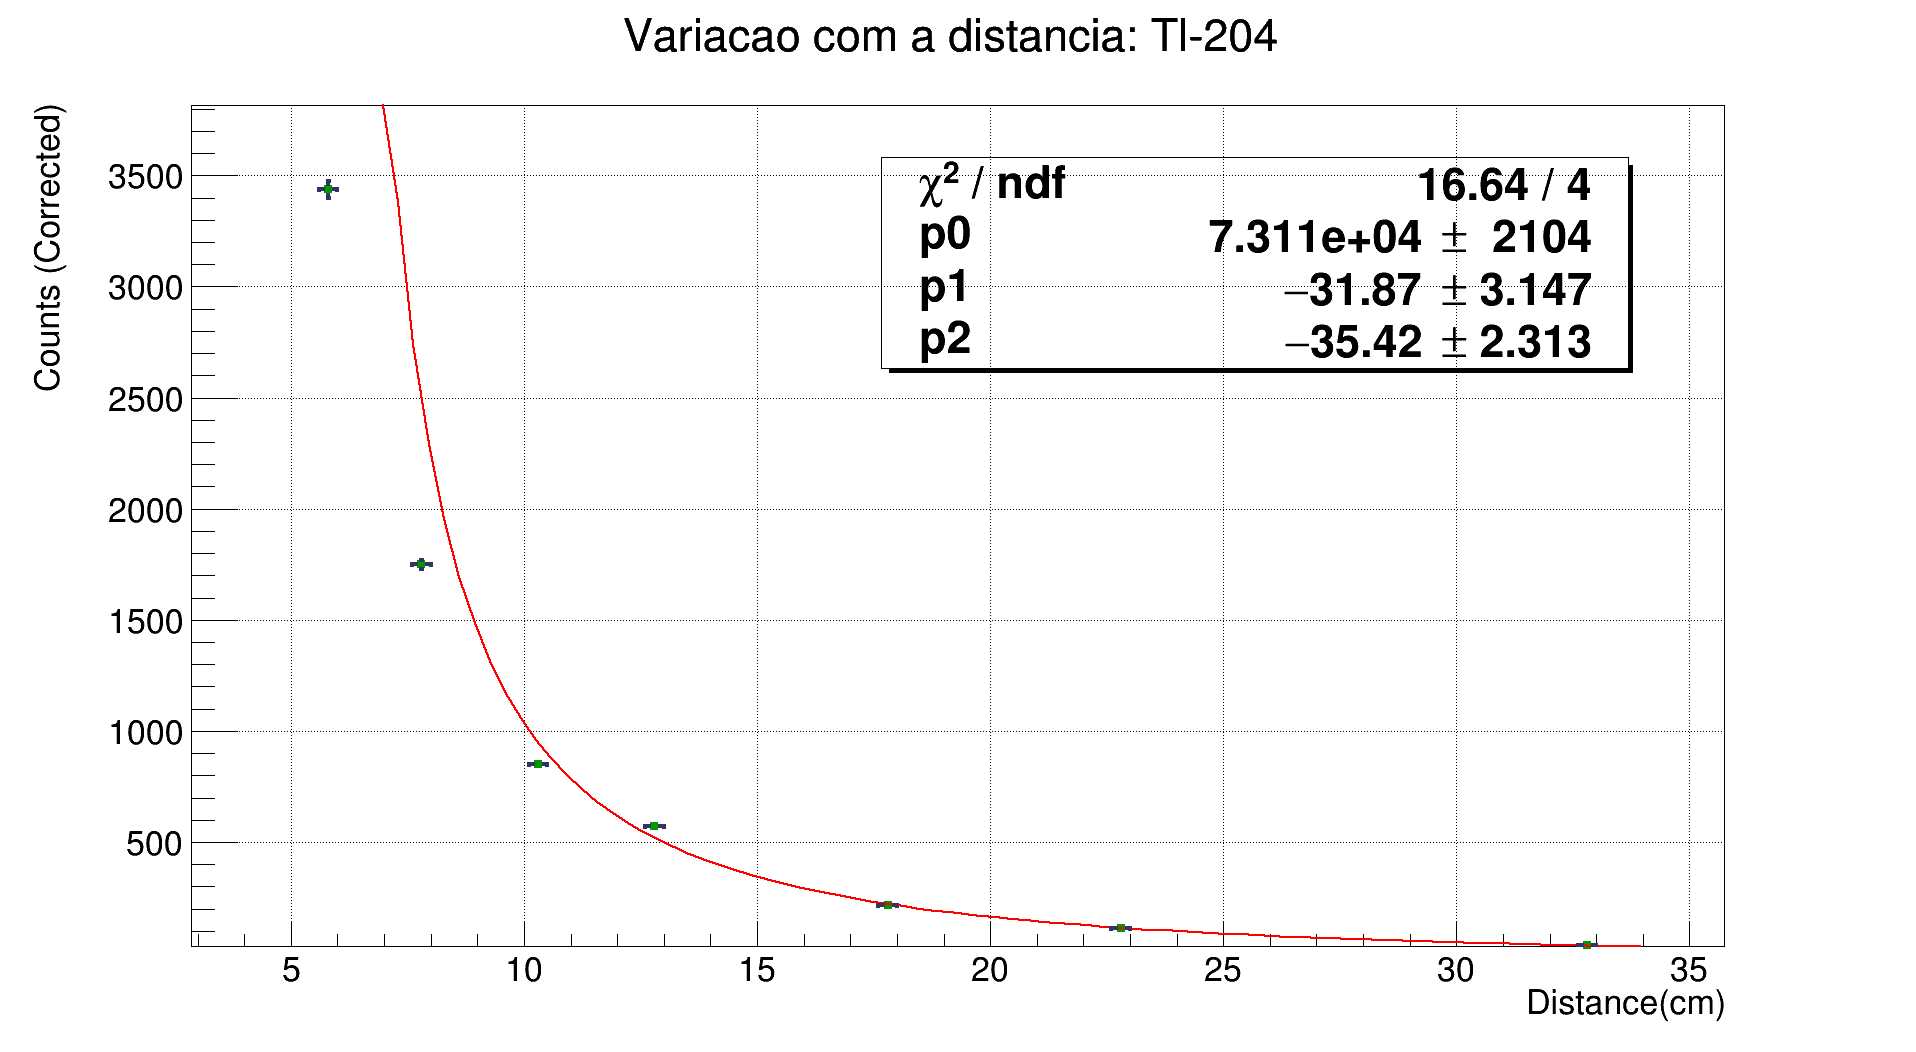 Variacao com a distancia: Tl-204
Counts (Corrected)
χ² / ndf 16.64 / 4
p0 7.311e+04 ± 2104
p1 −31.87 ± 3.147
p2 −35.42 ± 2.313
3500
3000
2500
2000
1500
1000
500
5 10 15 20 25 30 35
Distance(cm)